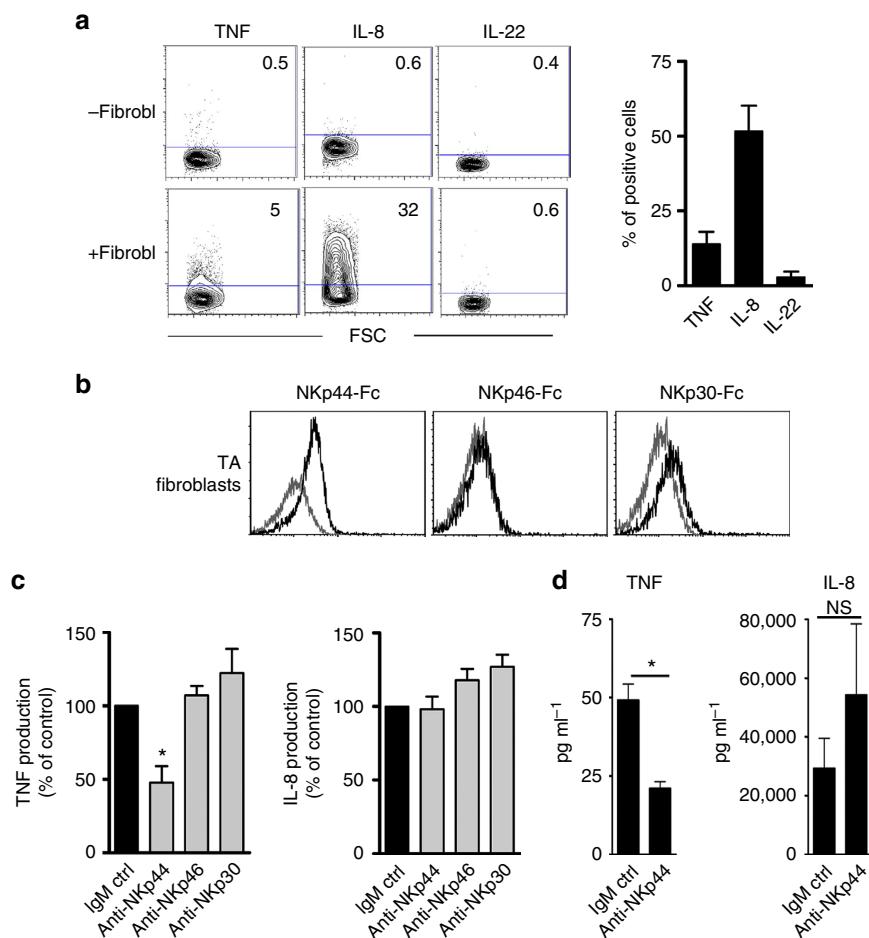 a
TNF IL-8 IL-22
0.5 0.6 0.4
–Fibrobl
5 32 0.6
+Fibrobl
FSC
% of positive cells
75
50
25
0
TNF
IL-8
IL-22
b
NKp44-Fc NKp46-Fc NKp30-Fc
TA
fibroblasts
c
TNF production
(% of control)
150
100
50
0
*
IgM ctrl
Anti-NKp44
Anti-NKp46
Anti-NKp30
IL-8 production
(% of control)
150
100
50
0
IgM ctrl
Anti-NKp44
Anti-NKp46
Anti-NKp30
d
TNF
pg ml⁻¹
75
50
25
0
*
IgM ctrl
Anti-NKp44
IL-8
NS
pg ml⁻¹
80,000
60,000
40,000
20,000
0
IgM ctrl
Anti-NKp44